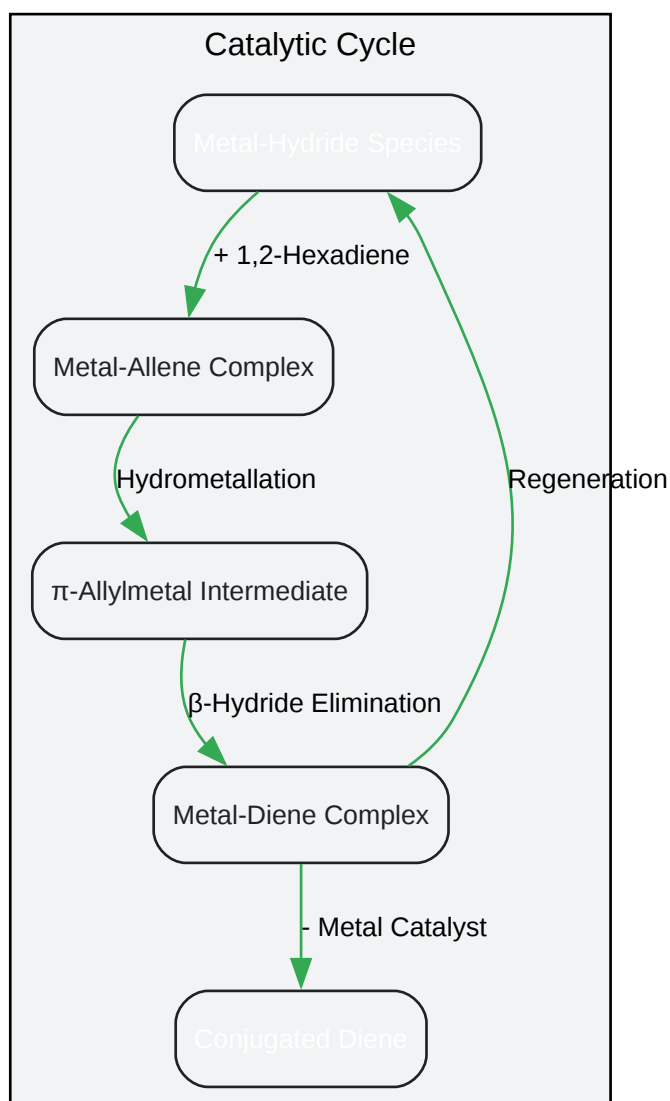 Catalytic Cycle
Metal-Hydride Species
+ 1,2-Hexadiene
Metal-Allene Complex
Hydrometallation
Regeneration
π-Allylmetal Intermediate
β-Hydride Elimination
Metal-Diene Complex
- Metal Catalyst
Conjugated Diene